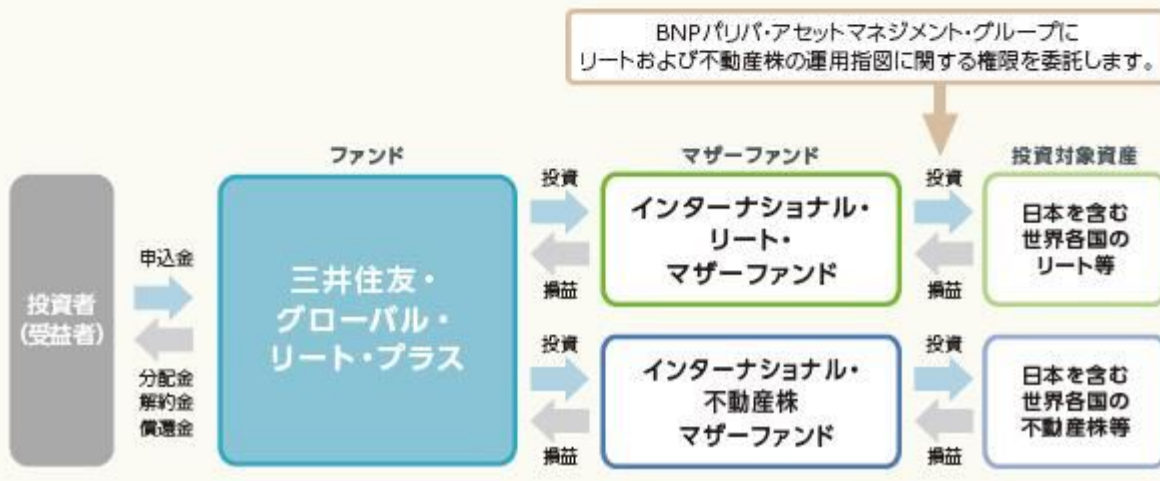 BNPパリバ・アセットマネジメント・グループに
リートおよび不動産株の運用指図に関する権限を委託します。
ファンド
マザーファンド
投資対象資産
投資者
(受益者)
申込金
分配金
解約金
償還金
三井住友・
グローバル・
リート・プラス
投資
損益
インターナショナル・
リート・
マザーファンド
投資
損益
日本を含む
世界各国の
リート等
投資
損益
インターナショナル・
不動産株
マザーファンド
投資
損益
日本を含む
世界各国の
不動産株等